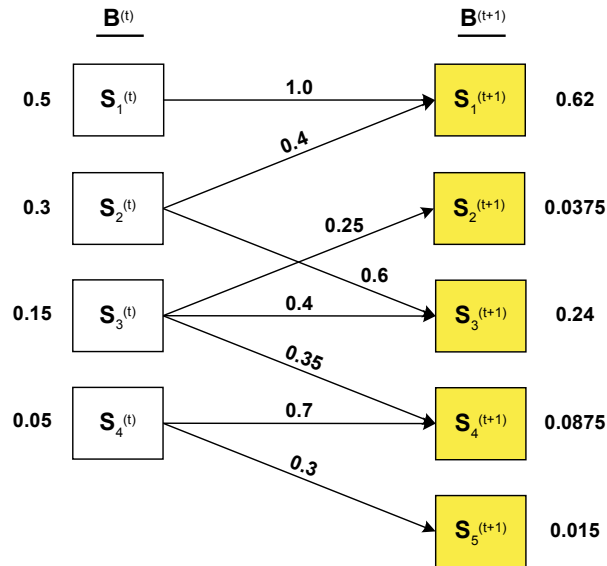 B(t) B(t+1)
0.5 S1(t) 1.0 S1(t+1) 0.62
0.4
0.3 S2(t) 0.25 S2(t+1) 0.0375
0.6
0.15 S3(t) 0.4 S3(t+1) 0.24
0.35
0.05 S4(t) 0.7 S4(t+1) 0.0875
0.3
S5(t+1) 0.015